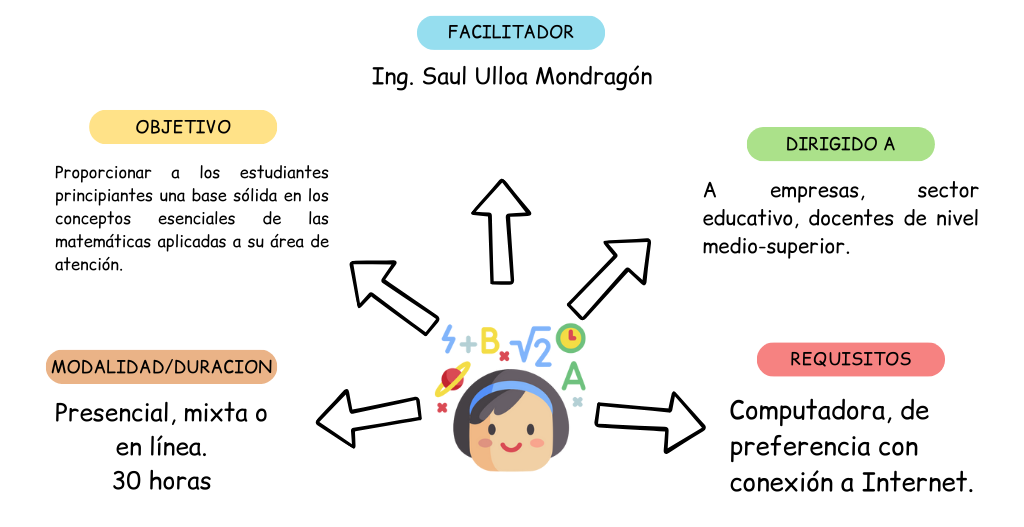 FACILITADOR
Ing. Saul Ulloa Mondragón
OBJETIVO
Proporcionar a los estudiantes
principiantes una base sólida en los
conceptos esenciales de las
matemáticas aplicadas a su área de
atención.
DIRIGIDO A
A empresas, sector
educativo, docentes de nivel
medio-superior.
MODALIDAD/DURACION
Presencial, mixta o
en línea.
30 horas
REQUISITOS
Computadora, de
preferencia con
conexión a Internet.
+B √2
A